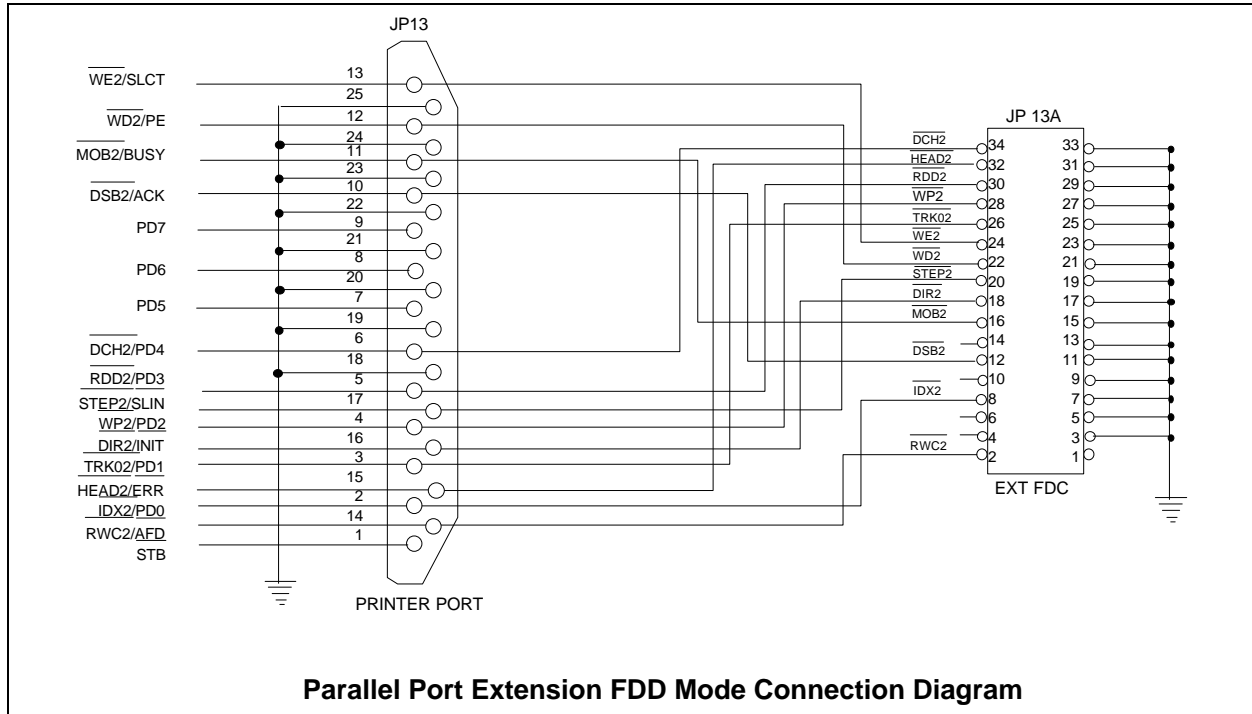 JP13
WE2/SLCT
13
25
WD2/PE
12
24
MOB2/BUSY
11
23
DSB2/ACK
10
22
PD7
9
21
PD6
8
20
PD5
7
19
DCH2/PD4
6
18
RDD2/PD3
5
STEP2/SLIN
17
WP2/PD2
4
DIR2/INIT
16
TRK02/PD1
3
HEAD2/ERR
15
IDX2/PD0
2
RWC2/AFD
14
STB
1
PRINTER PORT
JP 13A
DCH2 34 33
HEAD2 32 31
RDD2 30 29
WP2 28 27
TRK02 26 25
WE2 24 23
WD2 22 21
STEP2 20 19
DIR2 18 17
MOB2 16 15
14 13
DSB2 12 11
10 9
IDX2 8 7
6 5
4 3
RWC2 2 1
EXT FDC
Parallel Port Extension FDD Mode Connection Diagram